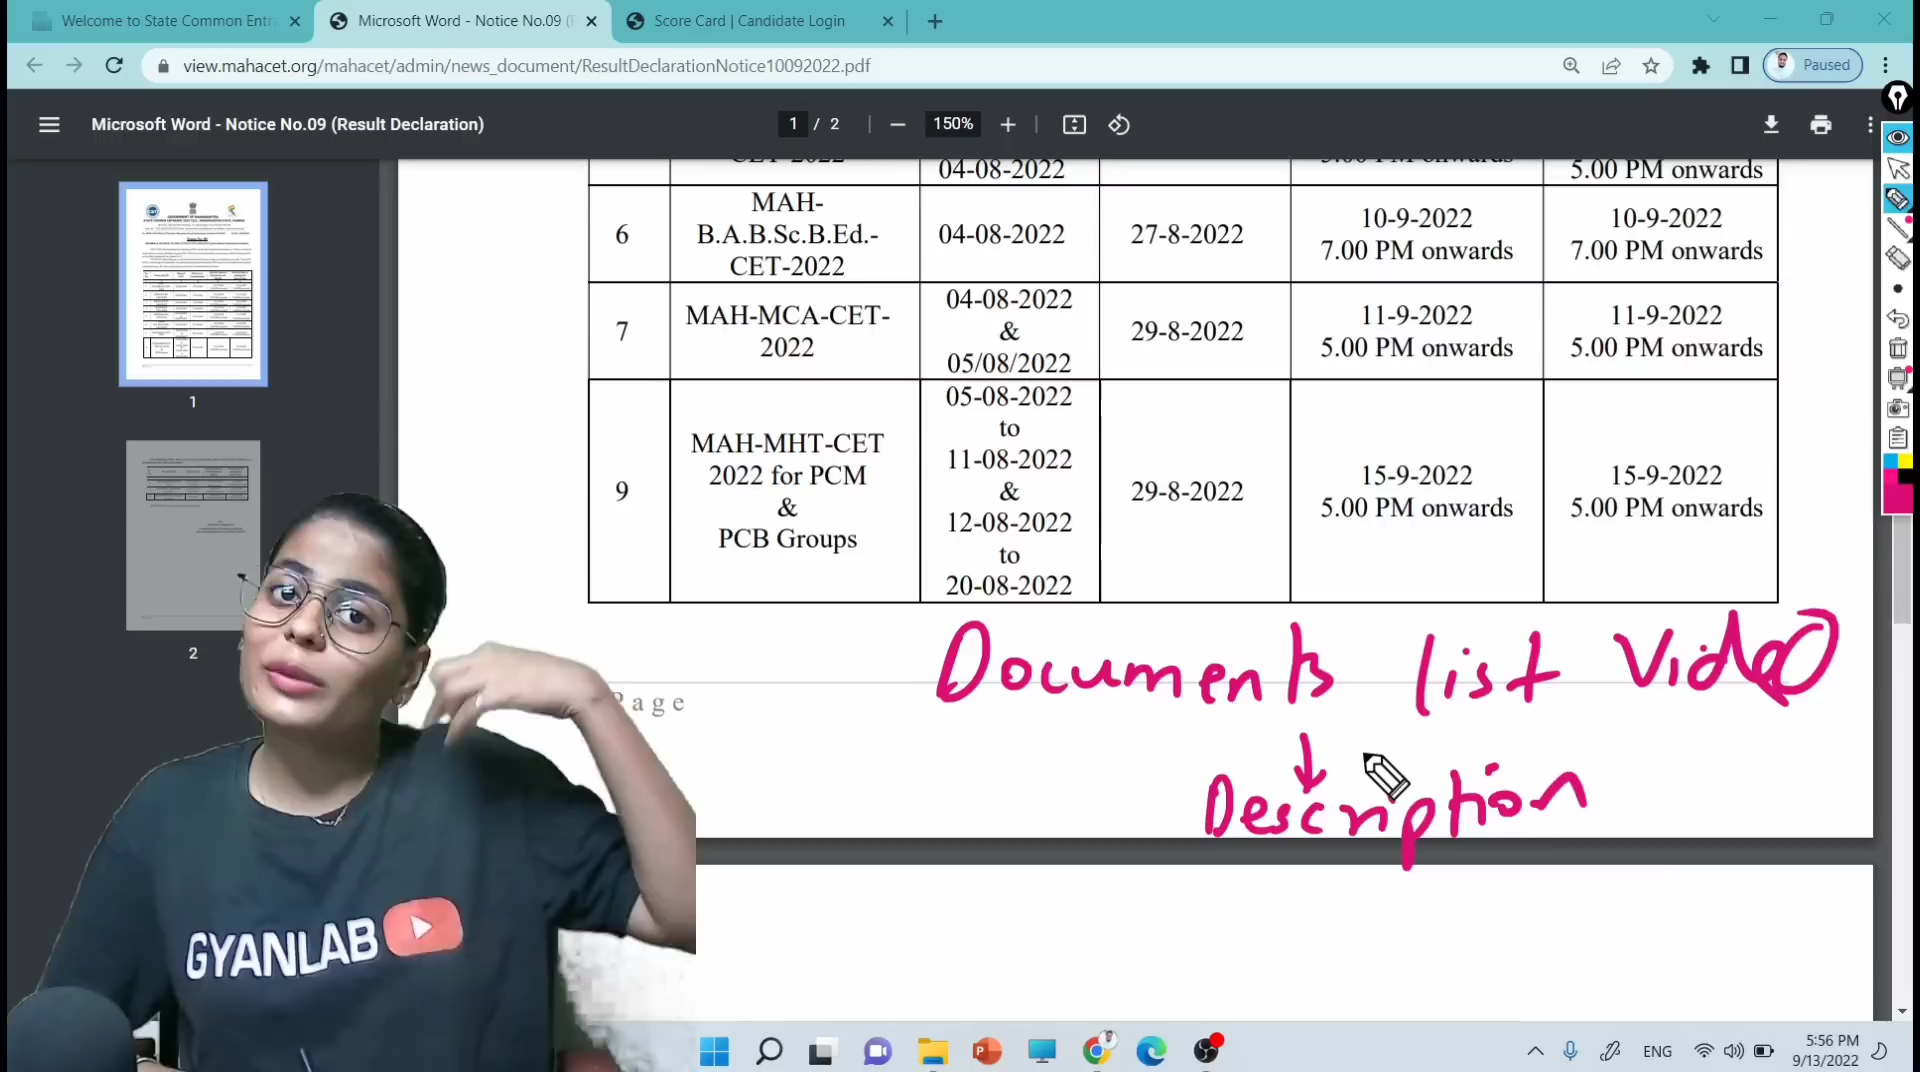 Welcome to State Common Entr
Microsoft Word - Notice No.09 (R
Score Card | Candidate Login
view.mahacet.org/mahacet/admin/news_document/ResultDeclarationNotice10092022.pdf
Paused
Microsoft Word - Notice No.09 (Result Declaration)
1 / 2
150%
CET-2022
04-08-2022
5.00 PM onwards
5.00 PM onwards
6
MAH-
B.A.B.Sc.B.Ed.-
CET-2022
04-08-2022
27-8-2022
10-9-2022
7.00 PM onwards
10-9-2022
7.00 PM onwards
7
MAH-MCA-CET-
2022
04-08-2022
&
05/08/2022
29-8-2022
11-9-2022
5.00 PM onwards
11-9-2022
5.00 PM onwards
9
MAH-MHT-CET
2022 for PCM
&
PCB Groups
05-08-2022
to
11-08-2022
&
12-08-2022
to
20-08-2022
29-8-2022
15-9-2022
5.00 PM onwards
15-9-2022
5.00 PM onwards
Page
Documents list Video
Description
1
2
GYANLAB
ENG
5:56 PM
9/13/2022